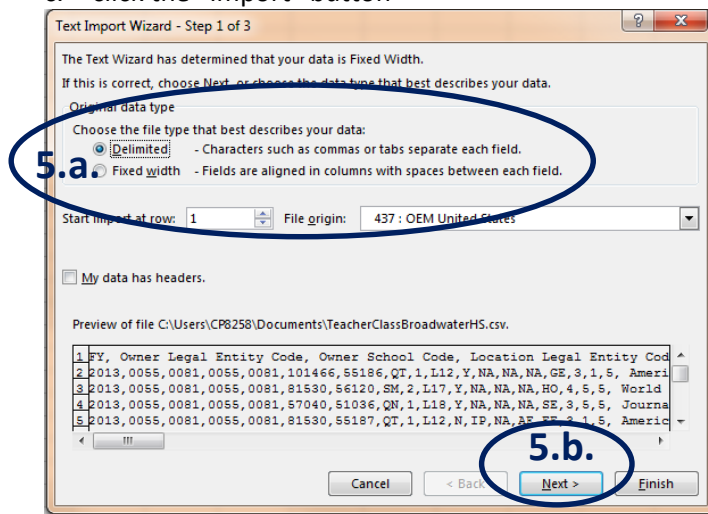 Text Import Wizard - Step 1 of 3
The Text Wizard has determined that your data is Fixed Width.
If this is correct, choose Next, or choose the data type that best describes your data.
Original data type
Choose the file type that best describes your data:
Delimited - Characters such as commas or tabs separate each field.
5.a.
Fixed width - Fields are aligned in columns with spaces between each field.
Start import at row: 1 File origin: 437 : OEM United States
My data has headers.
Preview of file C:\Users\CP8258\Documents\TeacherClassBroadwaterHS.csv.
1 FY, Owner Legal Entity Code, Owner School Code, Location Legal Entity Cod
2 2013,0055,0081,0055,0081,101466,55186,QT,1,L12,Y,NA,NA,NA,GE,3,1,5, Ameri
3 2013,0055,0081,0055,0081,81530,56120,SM,2,L17,Y,NA,NA,NA,HO,4,5,5, World
4 2013,0055,0081,0055,0081,57040,51036,QN,1,L18,Y,NA,NA,NA,SE,3,5,5, Journa
5 2013,0055,0081,0055,0081,81530,55187,QT,1,L12,N,IP,NA,AE,
5.b.
Cancel < Back Next > Finish